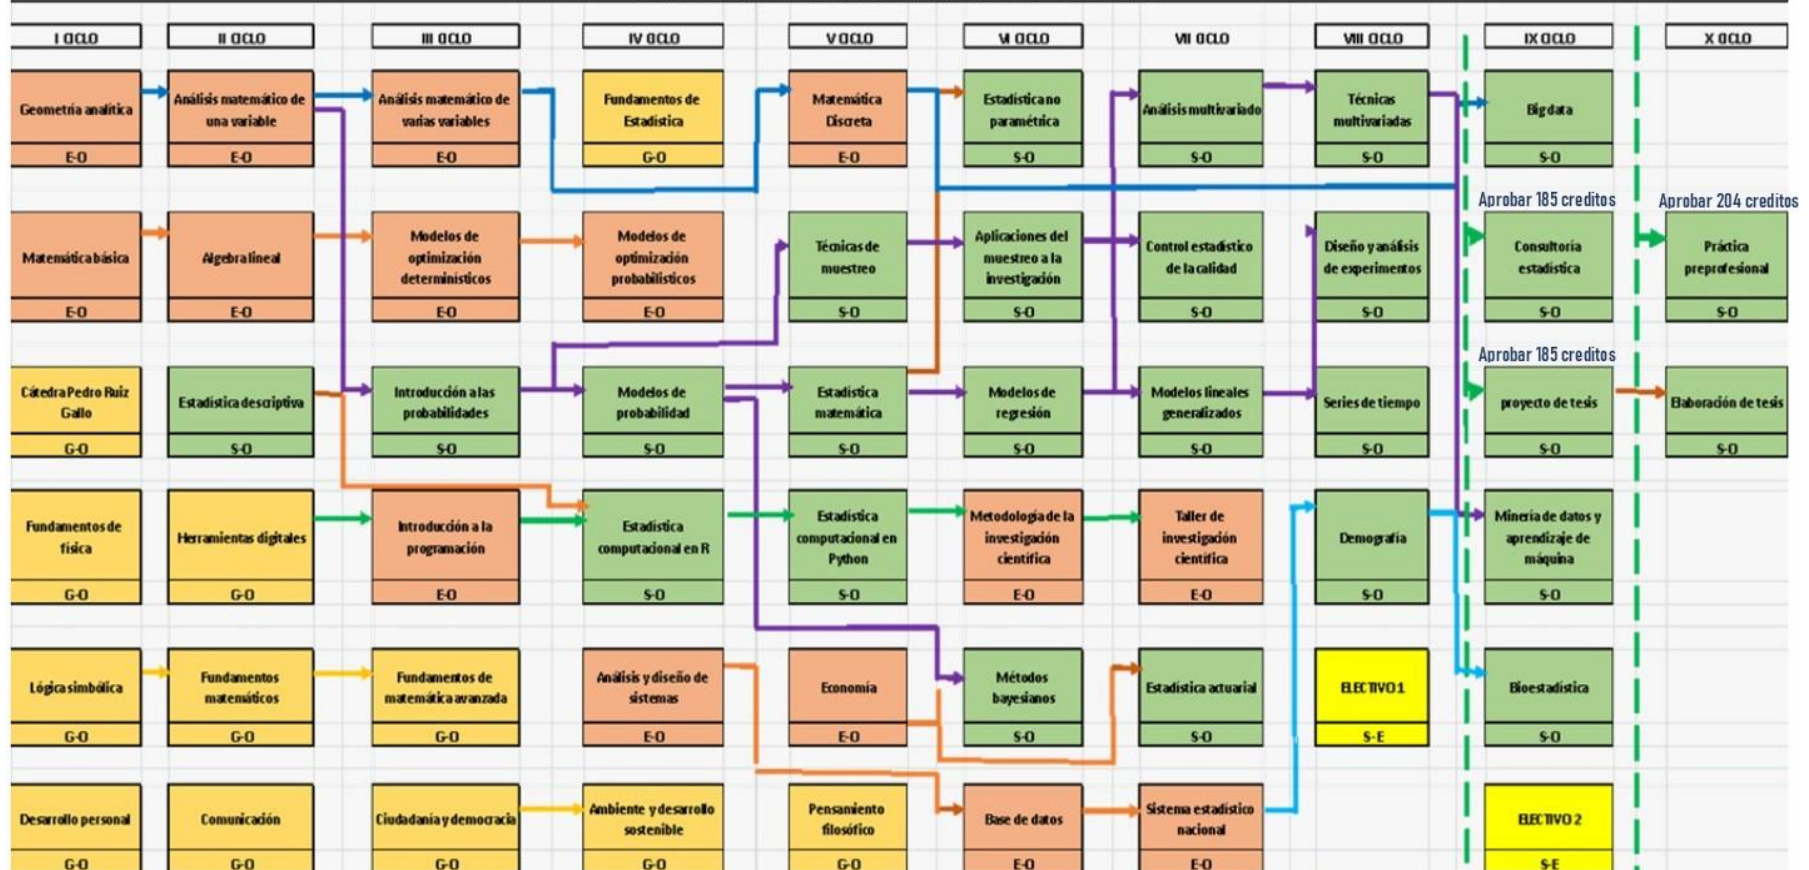 I CICLO
II CICLO
III CICLO
IV CICLO
V CICLO
VI CICLO
VII CICLO
VIII CICLO
IX CICLO
X CICLO
Geometría analítica
E-O
Análisis matemático de
una variable
E-O
Análisis matemático de
varias variables
E-O
Fundamentos de
Estadística
G-O
Matemática
Discreta
E-O
Estadística no
paramétrica
S-O
Análisis multivariado
S-O
Técnicas
multivariadas
S-O
Big data
S-O
Aprobar 185 creditos
Aprobar 204 creditos
Matemática básica
E-O
Algebra lineal
E-O
Modelos de
optimización
determinísticos
E-O
Modelos de
optimización
probabilísticos
E-O
Técnicas de
muestreo
S-O
Aplicaciones del
muestreo a la
investigación
S-O
Control estadístico
de la calidad
S-O
Diseño y análisis
de experimentos
S-O
Consultoría
estadística
S-O
Práctica
preprofesional
S-O
Aprobar 185 creditos
Cátedra Pedro Ruiz
Gallo
G-O
Estadística descriptiva
S-O
Introducción a las
probabilidades
S-O
Modelos de
probabilidad
S-O
Estadística
matemática
S-O
Modelos de
regresión
S-O
Modelos lineales
generalizados
S-O
Series de tiempo
S-O
proyecto de tesis
S-O
Elaboración de tesis
S-O
Fundamentos de
física
G-O
Herramientas digitales
G-O
Introducción a la
programación
E-O
Estadística
computacional en R
S-O
Estadística
computacional en
Python
S-O
Metodología de la
investigación
científica
E-O
Taller de
investigación
científica
E-O
Demografía
S-O
Minería de datos y
aprendizaje de
máquina
S-O
Lógica simbólica
G-O
Fundamentos
matemáticos
G-O
Fundamentos de
matemática avanzada
G-O
Análisis y diseño de
sistemas
E-O
Economía
E-O
Métodos
bayesianos
S-O
Estadística actuarial
S-O
ELECTIVO 1
S-E
Bioestadística
S-O
Desarrollo personal
G-O
Comunicación
G-O
Ciudadanía y democracia
G-O
Ambiente y desarrollo
sostenible
G-O
Pensamiento
filosófico
G-O
Base de datos
E-O
Sistema estadístico
nacional
E-O
ELECTIVO 2
S-E